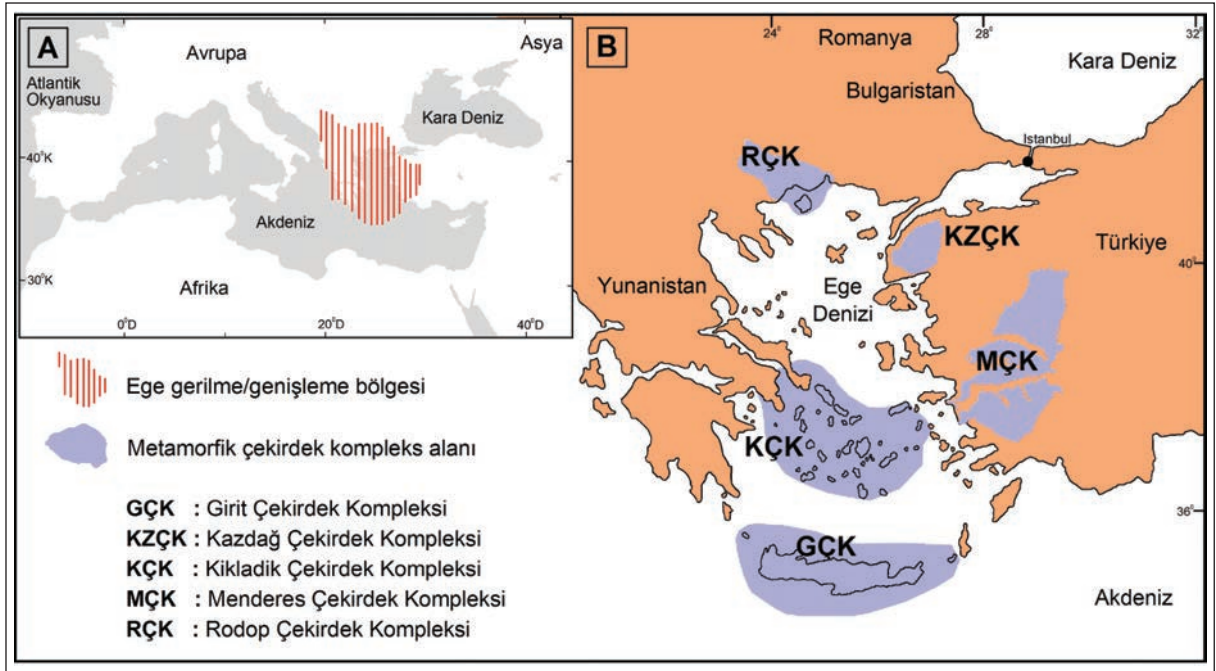 A
Avrupa
Asya
Atlantik
Okyanusu
Kara Deniz
40°K
Akdeniz
30°K
Afrika
0°D
20°D
40°D
Ege gerilme/genişleme bölgesi
Metamorfik çekirdek kompleks alanı
GÇK : Girit Çekirdek Kompleksi
KZÇK : Kazdağ Çekirdek Kompleksi
KÇK : Kikladik Çekirdek Kompleksi
MÇK : Menderes Çekirdek Kompleksi
RÇK : Rodop Çekirdek Kompleksi
B
24°
28°
32°
Romanya
Kara Deniz
Bulgaristan
Istanbul
RÇK
KZÇK
Türkiye
40°
Yunanistan
Ege
Denizi
MÇK
KÇK
36°
GÇK
Akdeniz